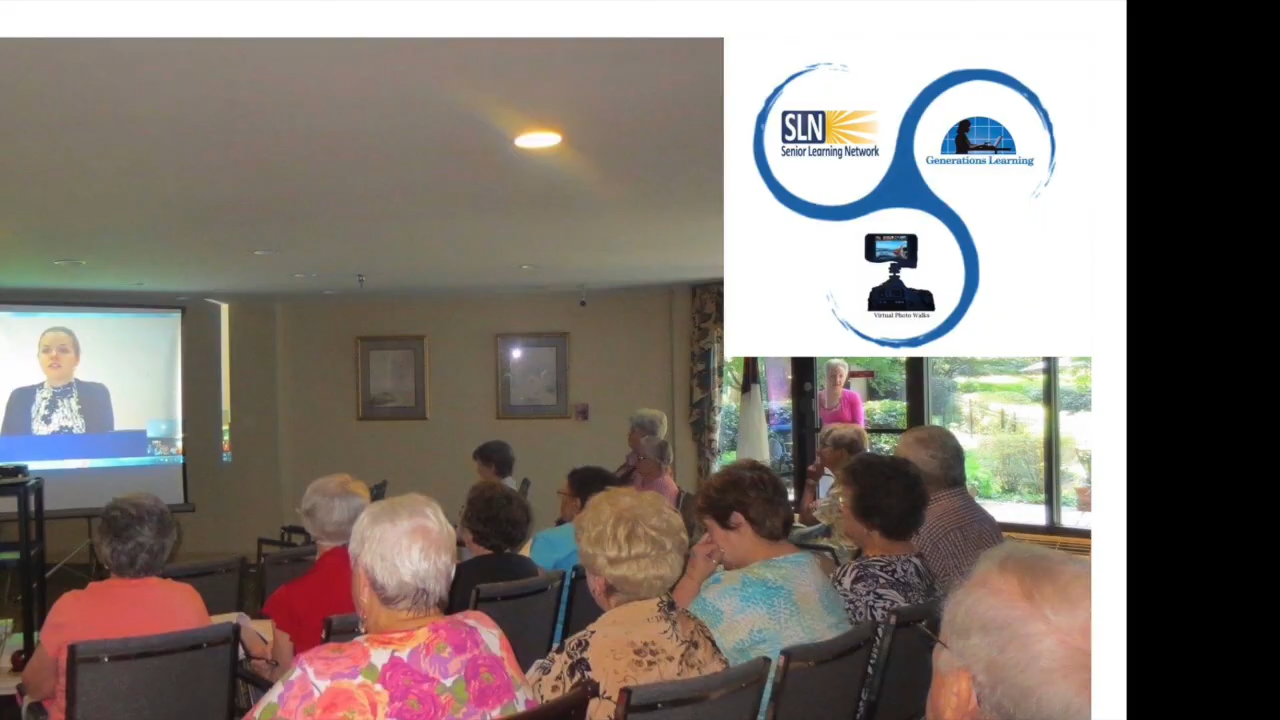 SLN
Senior Learning Network
Generations Learning
Virtual Photo Walks